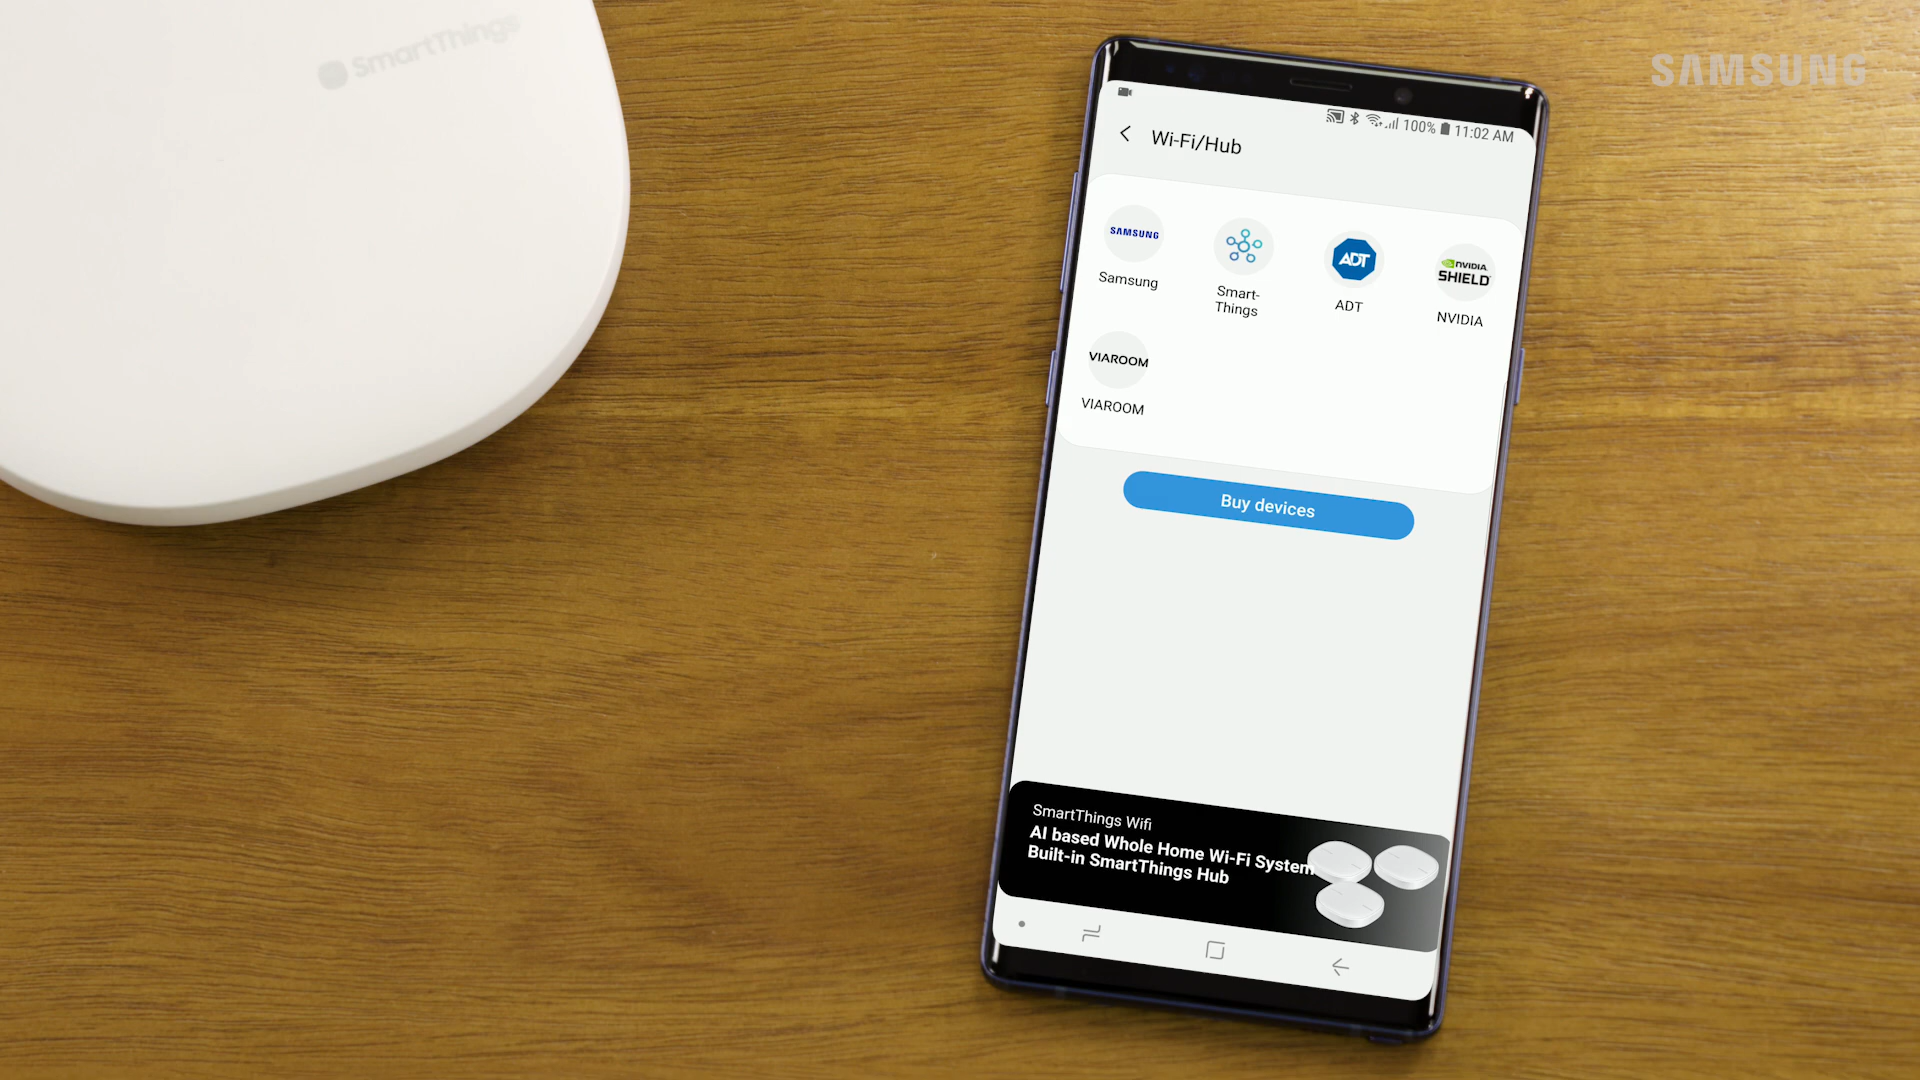 SmartThings
SAMSUNG
100% 11:02 AM
Wi-Fi/Hub
SAMSUNG
Samsung
Smart-
Things
ADT
ADT
NVIDIA
SHIELD
NVIDIA
VIAROOM
VIAROOM
Buy devices
SmartThings Wifi
AI based Whole Home Wi-Fi System
Built-in SmartThings Hub